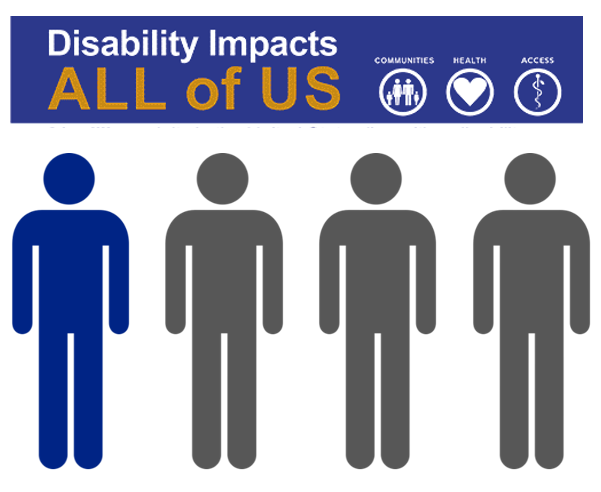 Disability Impacts
ALL of US
COMMUNITIES HEALTH ACCESS